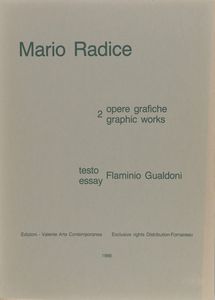 Mario Radice
2 opere grafiche
graphic works
testo
essay Flaminio Gualdoni
Edizioni - Valente Arte Contemporanea Exclusive rights Distribution-Fornaresio
1986